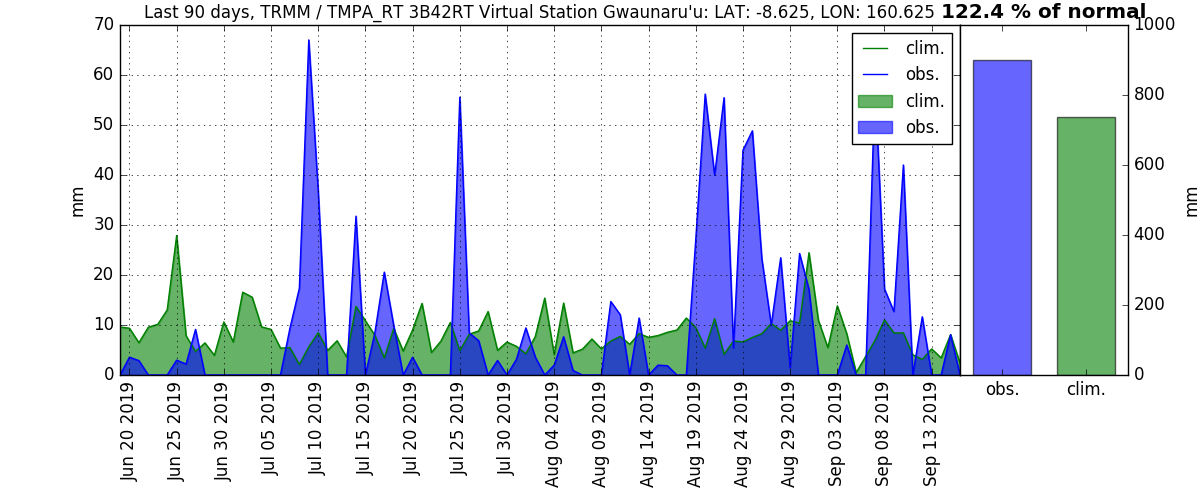 Last 90 days, TRMM / TMPA_RT 3B42RT Virtual Station Gwaunaru'u: LAT: -8.625, LON: 160.625 122.4 % of normal
70
60
50
40
30
20
10
0
mm
clim.
obs.
clim.
obs.
Jun 20 2019
Jun 25 2019
Jun 30 2019
Jul 05 2019
Jul 10 2019
Jul 15 2019
Jul 20 2019
Jul 25 2019
Jul 30 2019
Aug 04 2019
Aug 09 2019
Aug 14 2019
Aug 19 2019
Aug 24 2019
Aug 29 2019
Sep 03 2019
Sep 08 2019
Sep 13 2019
1000
800
600
400
200
0
mm
obs.
clim.